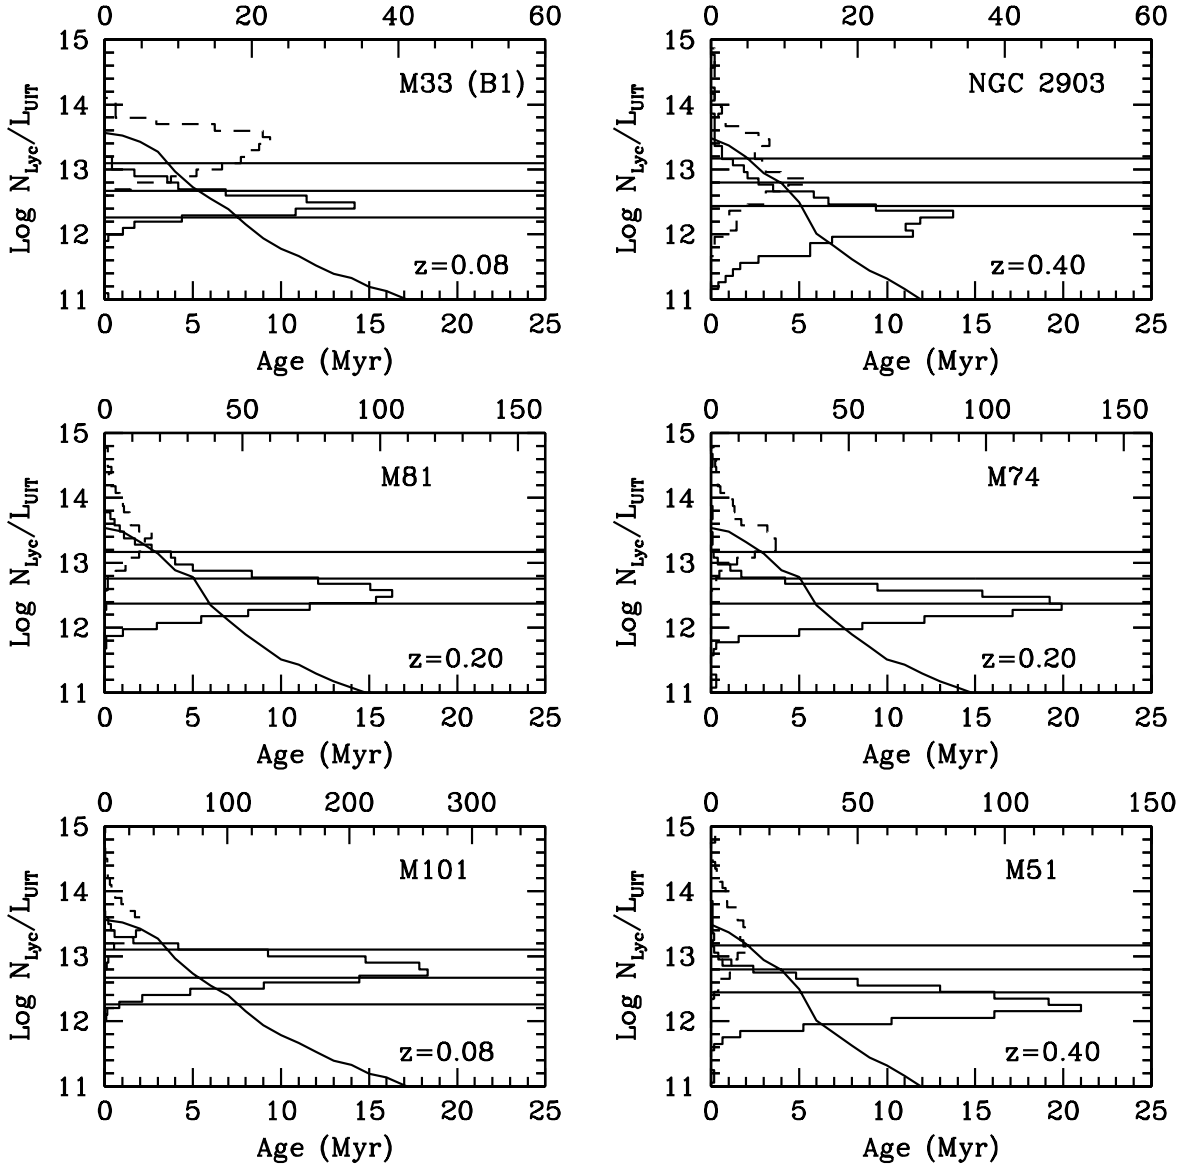 0 20 40 60
0 20 40 60
15
14
13
12
11
15
14
13
12
11
Log N_Lyc/L_UIT
M33 (B1)
z=0.08
Log N_Lyc/L_UIT
NGC 2903
z=0.40
0 5 10 15 20 25
0 5 10 15 20 25
Age (Myr)
Age (Myr)
0 50 100 150
0 50 100 150
15
14
13
12
11
15
14
13
12
11
Log N_Lyc/L_UIT
M81
z=0.20
Log N_Lyc/L_UIT
M74
z=0.20
0 5 10 15 20 25
0 5 10 15 20 25
Age (Myr)
Age (Myr)
0 100 200 300
0 50 100 150
15
14
13
12
11
15
14
13
12
11
Log N_Lyc/L_UIT
M101
z=0.08
Log N_Lyc/L_UIT
M51
z=0.40
0 5 10 15 20 25
0 5 10 15 20 25
Age (Myr)
Age (Myr)